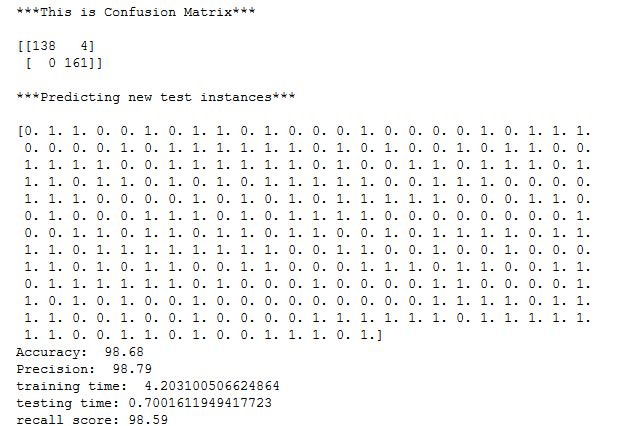 ***This is Confusion Matrix***
[[138   4]
 [  0 161]]
***Predicting new test instances***
[0. 1. 1. 0. 0. 1. 0. 1. 1. 0. 1. 0. 0. 0. 1. 0. 0. 0. 0. 1. 0. 1. 1. 1.
 0. 0. 0. 0. 1. 0. 1. 1. 1. 1. 1. 1. 0. 1. 0. 1. 0. 0. 1. 0. 1. 1. 0. 0.
 1. 1. 1. 1. 0. 0. 1. 1. 1. 1. 1. 0. 1. 0. 0. 1. 1. 0. 1. 1. 1. 0. 1.
 1. 1. 0. 1. 1. 0. 1. 0. 1. 0. 1. 1. 1. 1. 1. 0. 0. 1. 1. 1. 0. 0. 0. 0.
 1. 1. 1. 0. 0. 0. 0. 1. 0. 1. 0. 1. 0. 1. 1. 1. 1. 1. 0. 0. 0. 1. 1. 0.
 0. 1. 0. 0. 0. 1. 1. 1. 0. 1. 0. 1. 1. 1. 1. 0. 0. 0. 0. 0. 0. 0. 0. 1.
 0. 0. 1. 1. 0. 1. 1. 1. 0. 1. 1. 0. 1. 0. 0. 1. 0. 1. 1. 1. 1. 0. 1. 1.
 1. 1. 0. 1. 1. 1. 1. 1. 1. 1. 1. 0. 0. 1. 1. 0. 0. 1. 0. 0. 1. 0. 0. 0.
 1. 1. 0. 1. 0. 1. 1. 0. 0. 1. 1. 0. 0. 0. 1. 1. 1. 0. 1. 1. 0. 0. 1. 1.
 0. 1. 1. 1. 1. 1. 1. 0. 1. 1. 0. 1. 0. 1. 0. 0. 0. 1. 1. 0. 0. 0. 0. 1.
 1. 0. 1. 0. 1. 0. 0. 1. 0. 0. 0. 0. 0. 0. 0. 0. 0. 1. 1. 1. 1. 0. 1. 1.
 1. 1. 0. 0. 1. 0. 1. 0. 1. 0. 0. 0. 1. 1. 1. 1. 1. 1. 0. 1. 1. 1. 1. 1.
 1. 1. 0. 0. 1. 1. 0. 1. 0. 0. 1. 1. 1. 0. 1.]
Accuracy:  98.68
Precision:  98.79
training time:  4.203100506624864
testing time: 0.7001611949417723
recall score: 98.59